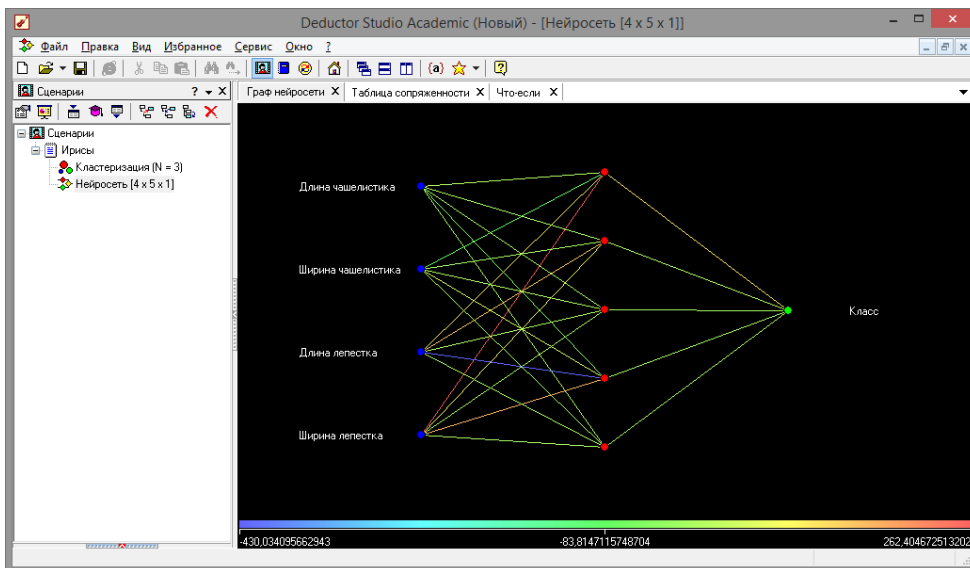 Deductor Studio Academic (Новый) - [Нейросеть [4 x 5 x 1]]
Файл Правка Вид Избранное Сервис Окно ?
Сценарии
Граф нейросети X Таблица сопряженности X Что-если X
Сценарии
Ирисы
Кластеризация (N = 3)
Нейросеть [4 x 5 x 1]
Длина чашелистика
Ширина чашелистика
Длина лепестка
Ширина лепестка
Класс
-430,034095662943 -83,8147115748704 262,404672513202